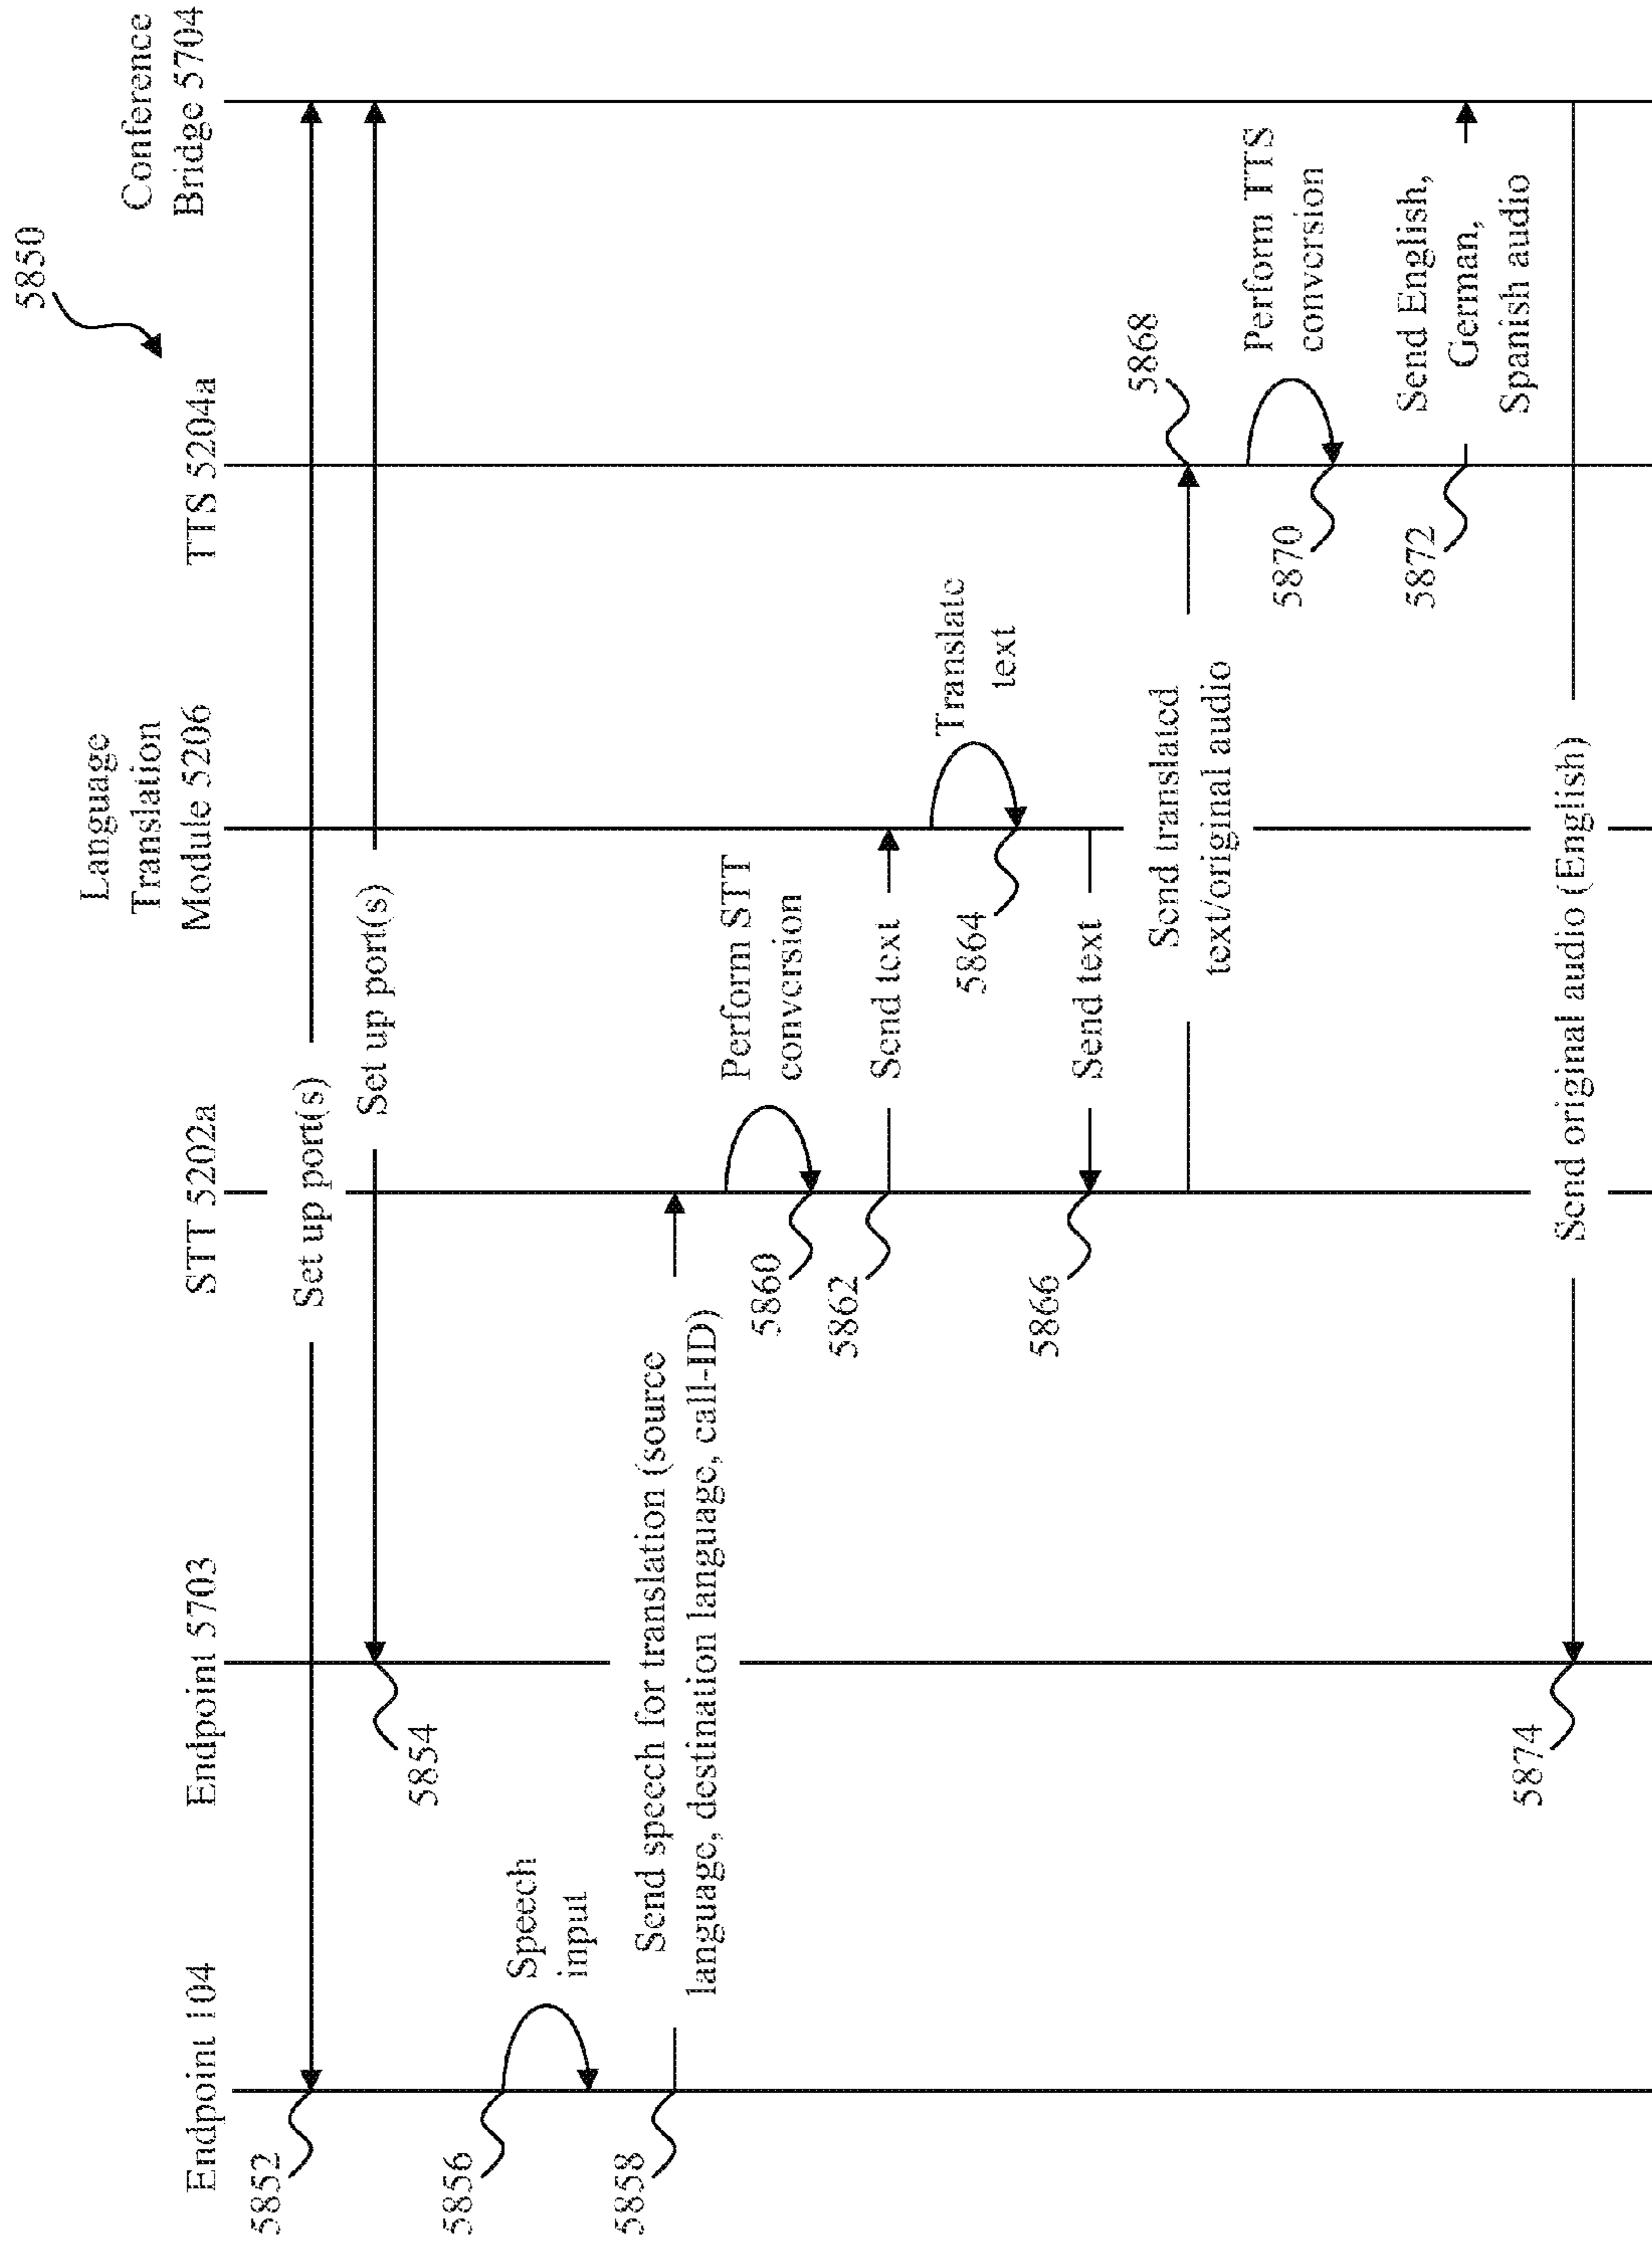 5850
Endpoint 104
Endpoint 5703
STT 5202a
Language
Translation
Module 5206
TTS 5204a
Conference
Bridge 5704
5852
Set up port(s)
Set up port(s)
5854
5856
Speech
input
5858
Send speech for translation (source
language, destination language, call-ID)
Perform STT
conversion
5860
5862
Send text
Translate
text
5864
5866
Send text
Send translated
text/original audio
5868
Perform TTS
conversion
5870
5872
Send English,
German,
Spanish audio
5874
Send original audio (English)